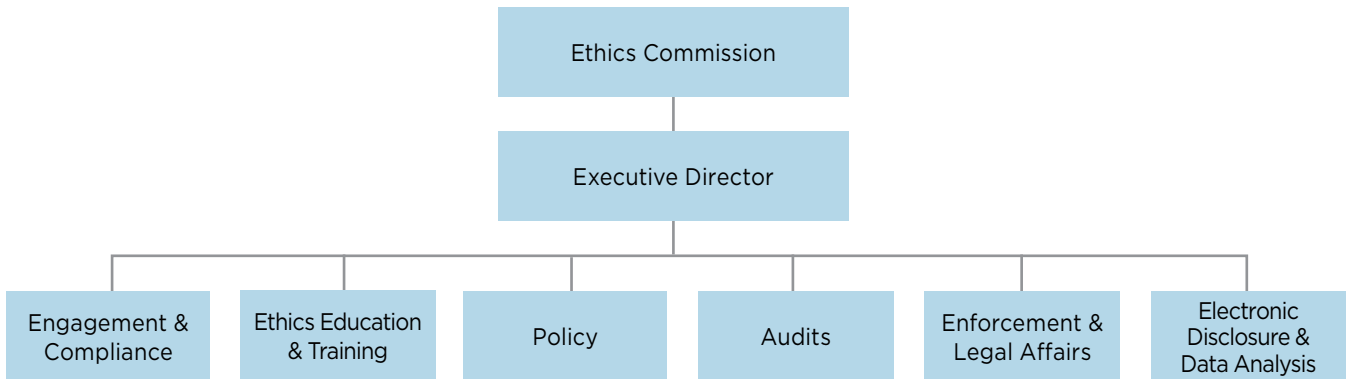 Ethics Commission
Executive Director
Engagement &
Compliance
Ethics Education
& Training
Policy
Audits
Enforcement &
Legal Affairs
Electronic
Disclosure &
Data Analysis